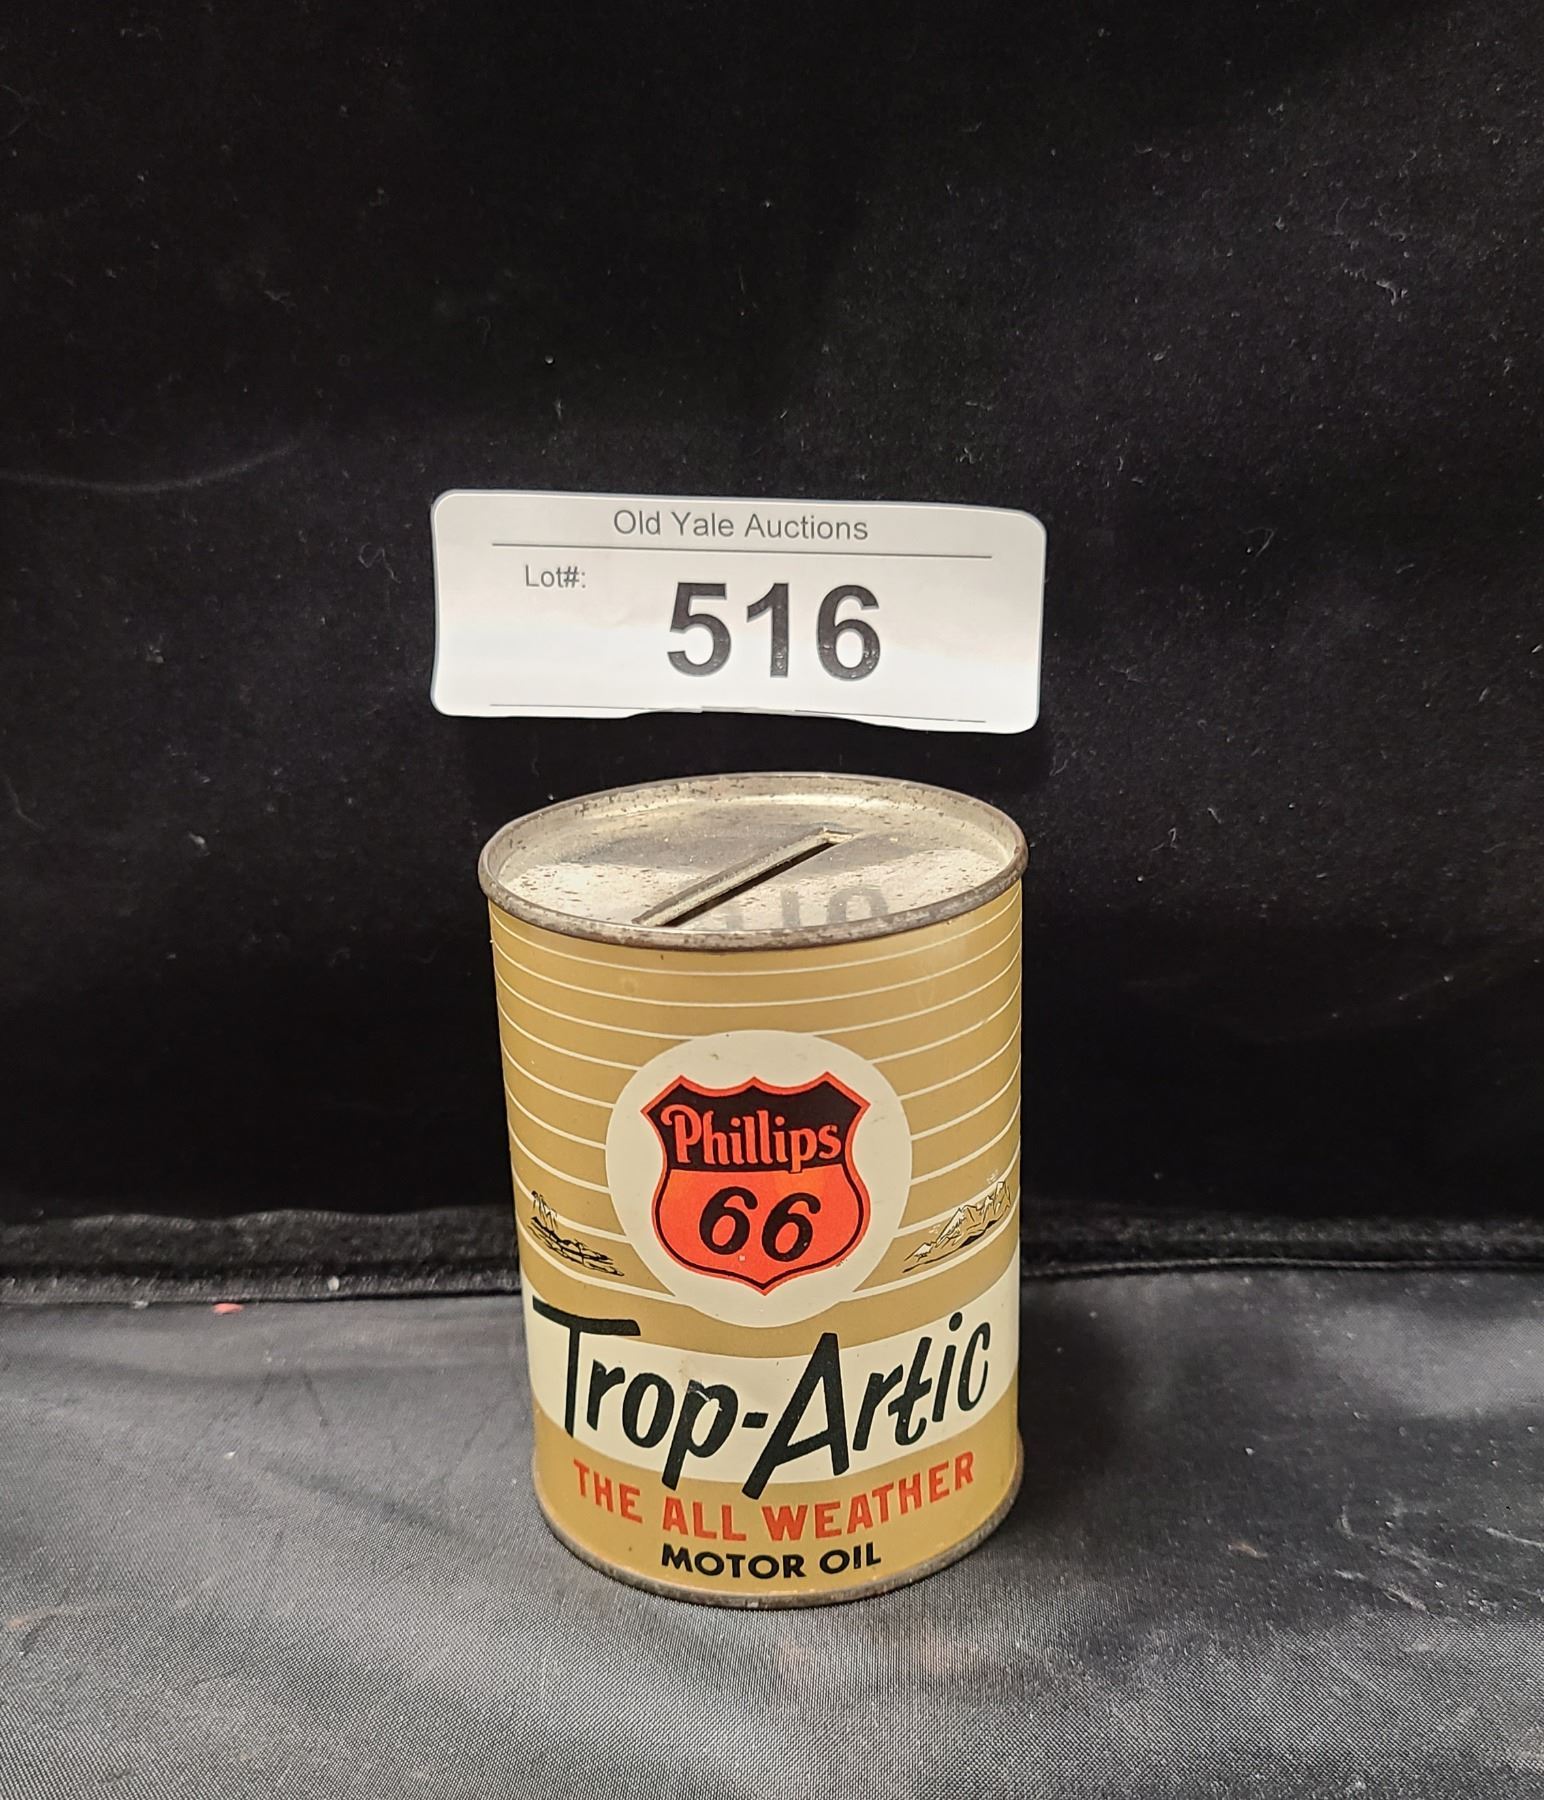 Old Yale Auctions
Lot#:
516
Phillips
66
Trop-Artic
THE ALL WEATHER
MOTOR OIL